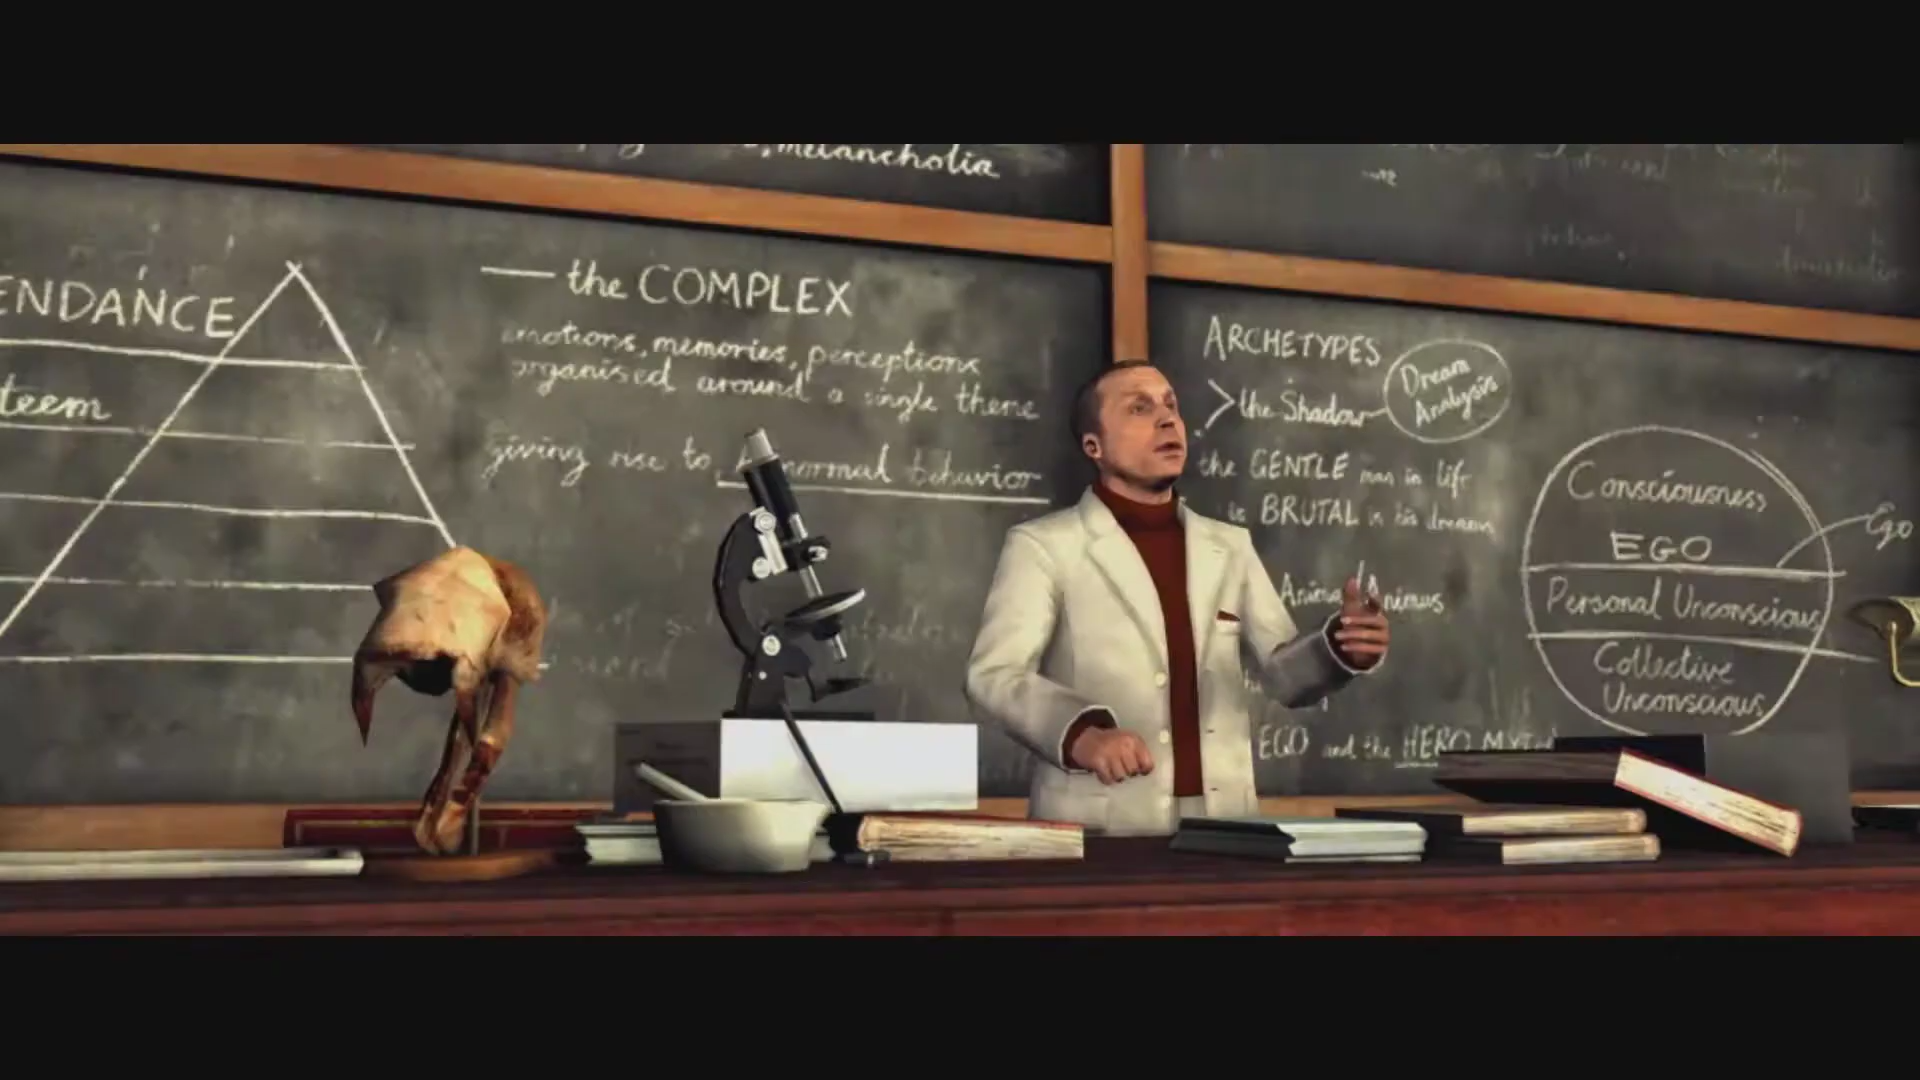 melancholia
ENDANCE
teem
the COMPLEX
emotions, memories, perceptions
organised around a single theme
giving rise to abnormal behavior
ARCHETYPES
the Shadow
Dream
Analysis
the GENTLE man in life
is BRUTAL in his dream
Anima/Animus
EGO and the HERO MYTH
Consciousness
EGO
Personal Unconscious
Collective
Unconscious
Ego